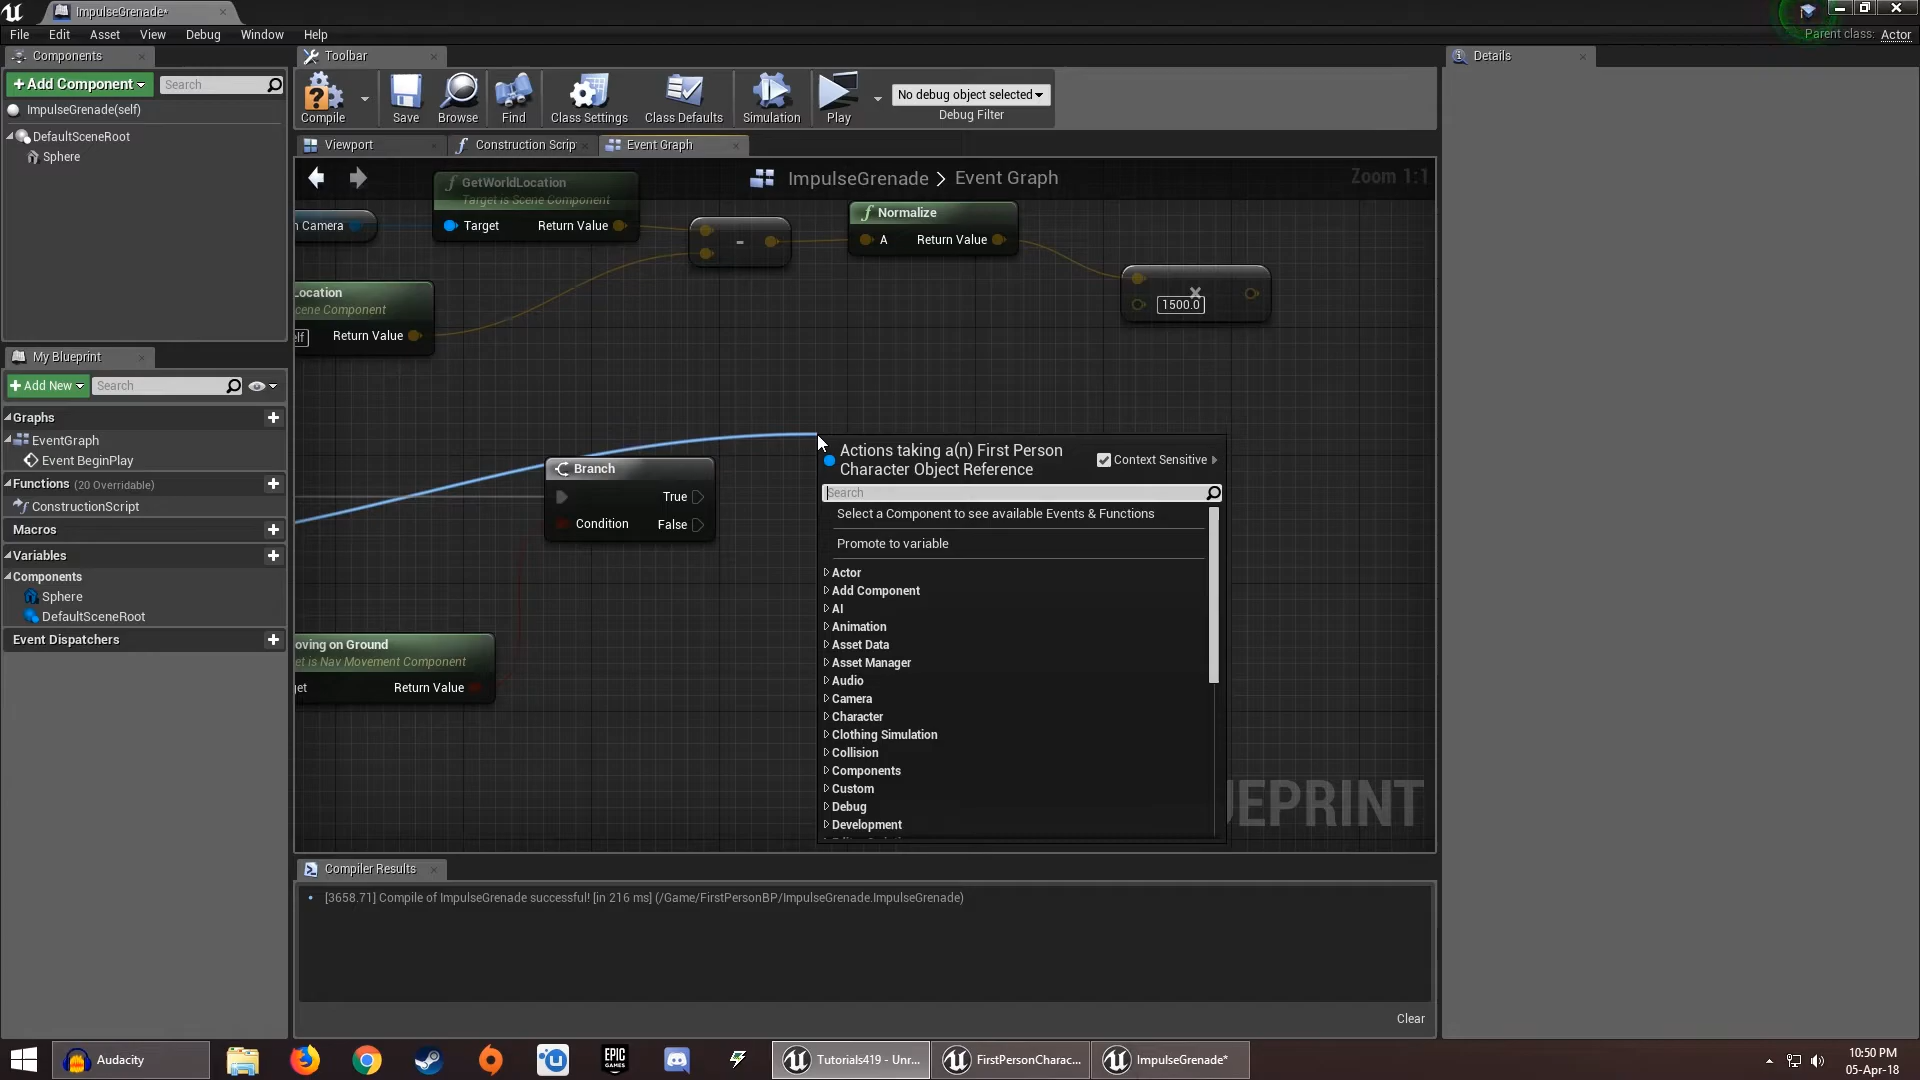 ImpulseGrenade*
File Edit Asset View Debug Window Help
Parent class: Actor
Components
+Add Component
Search
ImpulseGrenade(self)
DefaultSceneRoot
Sphere
My Blueprint
+Add New
Search
Graphs
EventGraph
Event BeginPlay
Functions (20 Overridable)
ConstructionScript
Macros
Variables
Components
Sphere
DefaultSceneRoot
Event Dispatchers
Toolbar
Compile
Save
Browse
Find
Class Settings
Class Defaults
Simulation
Play
No debug object selected
Debug Filter
Viewport
Construction Scrip
Event Graph
ImpulseGrenade > Event Graph
Zoom 1:1
GetWorldLocation
Target is Scene Component
Target Return Value
n Camera
-
Normalize
A Return Value
Location
cene Component
elf
Return Value
×
1500.0
Branch
True
Condition False
oving on Ground
et is Nav Movement Component
get Return Value
Actions taking a(n) First Person
Character Object Reference
Context Sensitive
Search
Select a Component to see available Events & Functions
Promote to variable
Actor
Add Component
AI
Animation
Asset Data
Asset Manager
Audio
Camera
Character
Clothing Simulation
Collision
Components
Custom
Debug
Development
UEPRINT
Compiler Results
[3658.71] Compile of ImpulseGrenade successful! [in 216 ms] (/Game/FirstPersonBP/ImpulseGrenade.ImpulseGrenade)
Clear
Details
Audacity
EPIC
GAMES
Tutorials419 - Unr...
FirstPersonCharac...
ImpulseGrenade*
10:50 PM
05-Apr-18